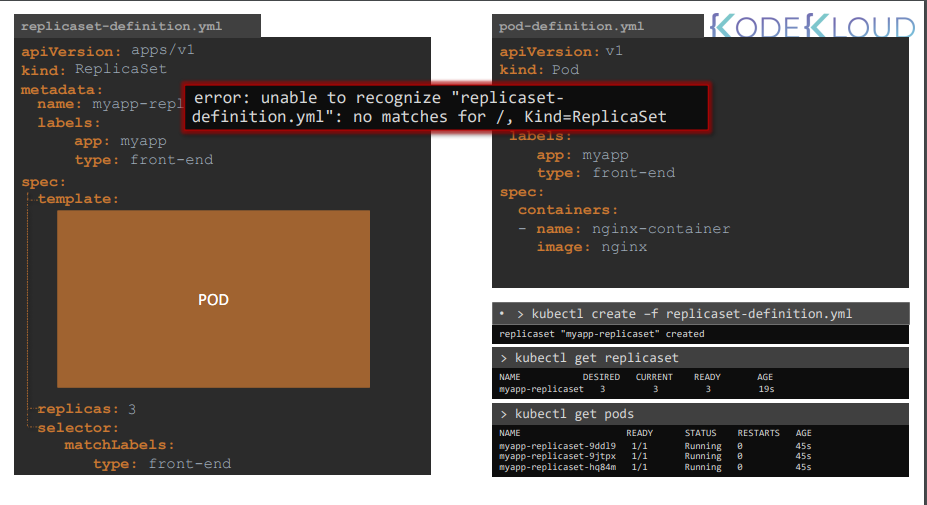 replicaset-definition.yml
apiVersion: apps/v1
kind: ReplicaSet
metadata:
name: myapp-repl
labels:
app: myapp
type: front-end
spec:
template:
POD
replicas: 3
selector:
matchLabels:
type: front-end
error: unable to recognize "replicaset-
definition.yml": no matches for /, Kind=ReplicaSet
pod-definition.yml
KODEKLOUD
apiVersion: v1
kind: Pod
labels:
app: myapp
type: front-end
spec:
containers:
- name: nginx-container
image: nginx
• > kubectl create –f replicaset-definition.yml
replicaset "myapp-replicaset" created
> kubectl get replicaset
NAME DESIRED CURRENT READY AGE
myapp-replicaset 3 3 3 19s
> kubectl get pods
NAME READY STATUS RESTARTS AGE
myapp-replicaset-9ddl9 1/1 Running 0 45s
myapp-replicaset-9jtpx 1/1 Running 0 45s
myapp-replicaset-hq84m 1/1 Running 0 45s